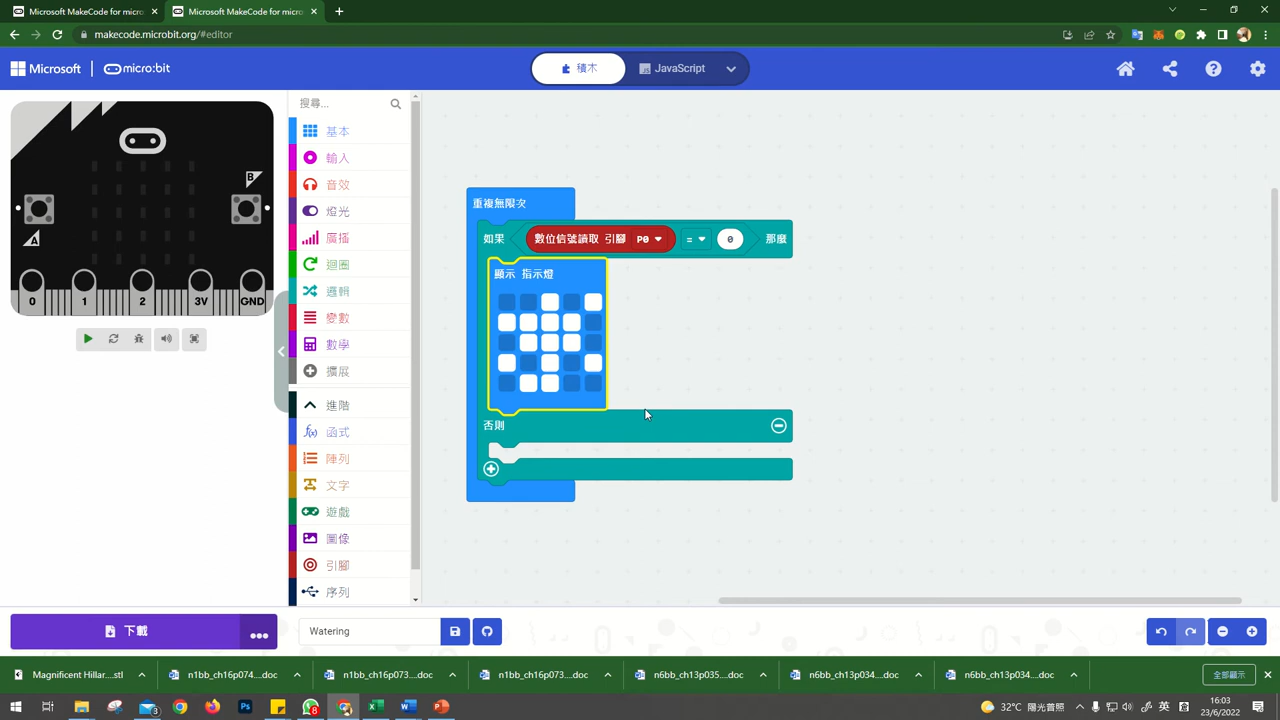 Microsoft MakeCode for micro
Microsoft MakeCode for micro
makecode.microbit.org/#editor
Microsoft
micro:bit
積木
JavaScript
搜尋...
基本
輸入
音效
燈光
廣播
迴圈
邏輯
變數
數學
擴展
進階
函式
陣列
文字
遊戲
圖像
引腳
序列
B
A
0
1
2
3V
GND
重複無限次
如果 數位信號讀取 引腳 P0 = 0 那麼
顯示 指示燈
否則
下載
Watering
Magnificent Hillar....stl
n1bb_ch16p074....doc
n1bb_ch16p073....doc
n1bb_ch16p073....doc
n6bb_ch13p035....doc
n6bb_ch13p034....doc
n6bb_ch13p034....doc
全部顯示
3
8
32°C 陽光普照
英
16:03
23/6/2022